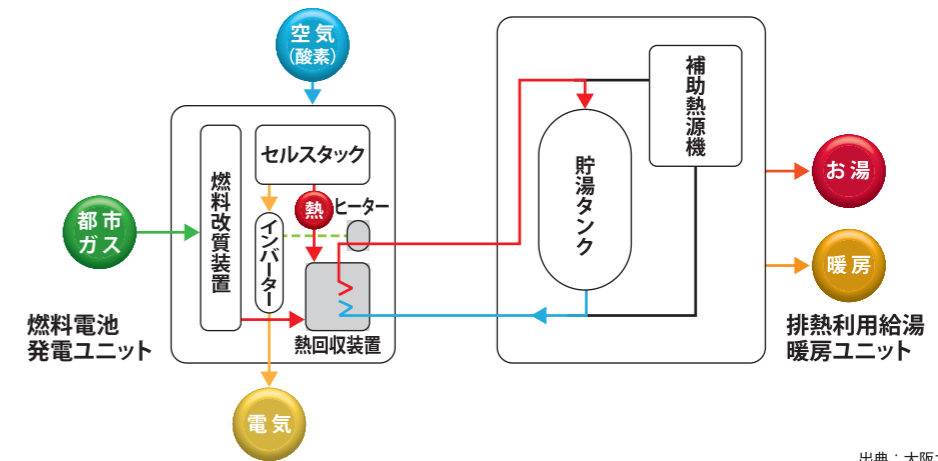 空気
(酸素)
セルスタック
補助熱源機
燃料改質装置
熱
ヒーター
貯湯タンク
お湯
都市
ガス
インバーター
暖房
燃料電池
発電ユニット
熱回収装置
排熱利用給湯
暖房ユニット
電気
出典：大阪